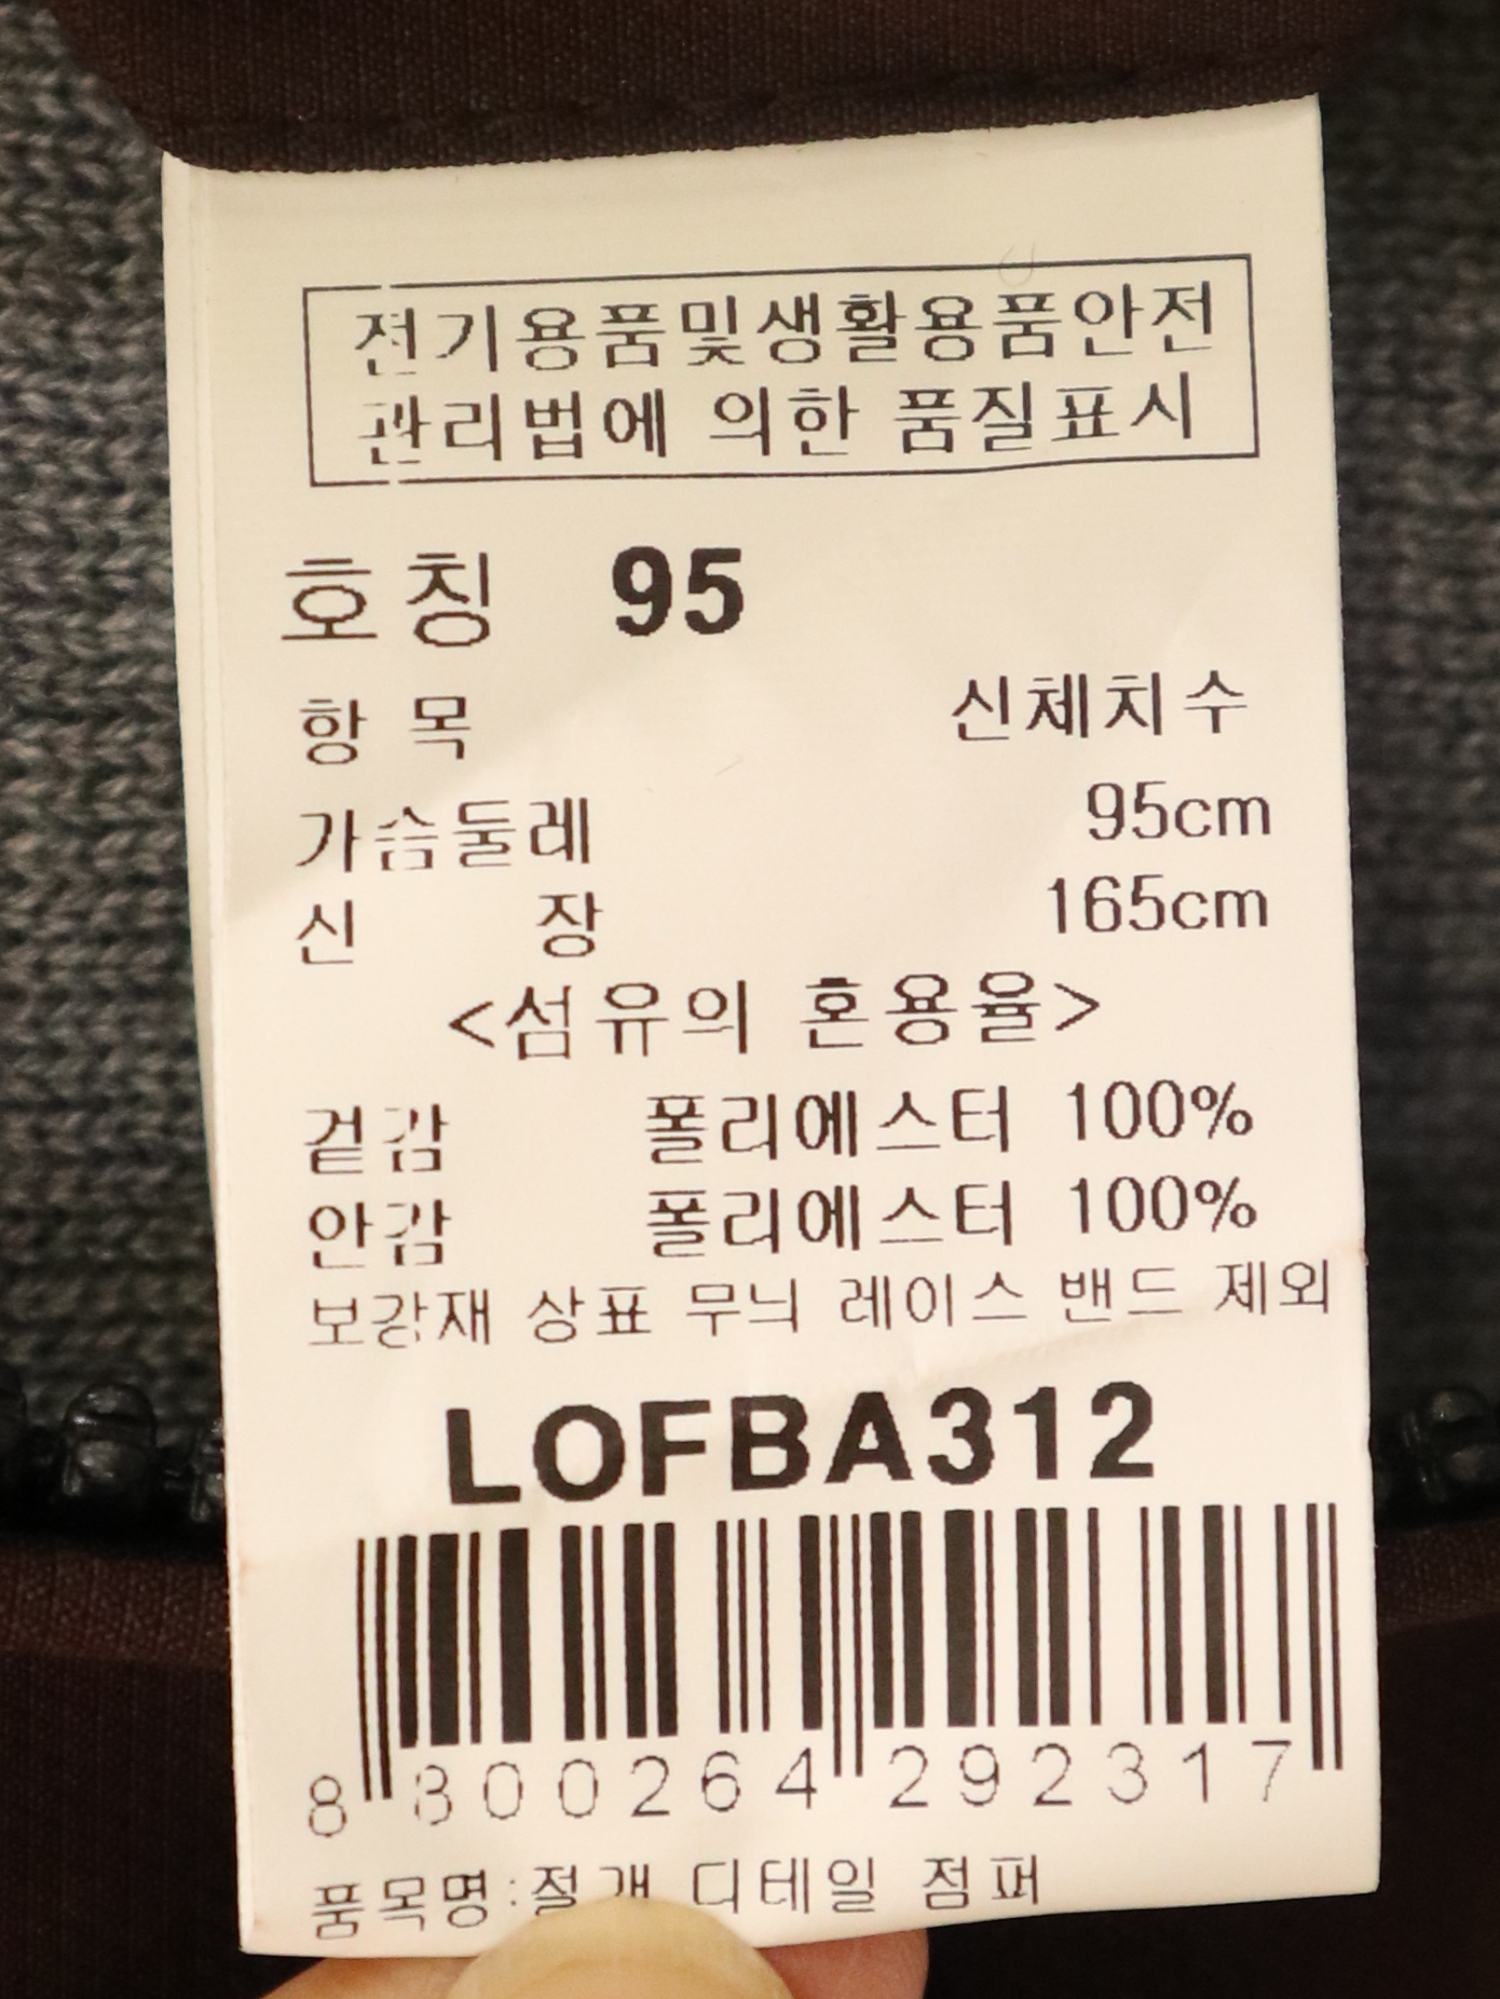 전기용품및생활용품안전
관리법에 의한 품질표시
호칭 95
항목 신체치수
가슴둘레 95cm
신장 165cm
<섬유의 혼용율>
겉감 폴리에스터 100%
안감 폴리에스터 100%
보강재 상표 무늬 레이스 밴드 제외
LOFBA312
8 800264 292317
품목명:절개 디테일 점퍼